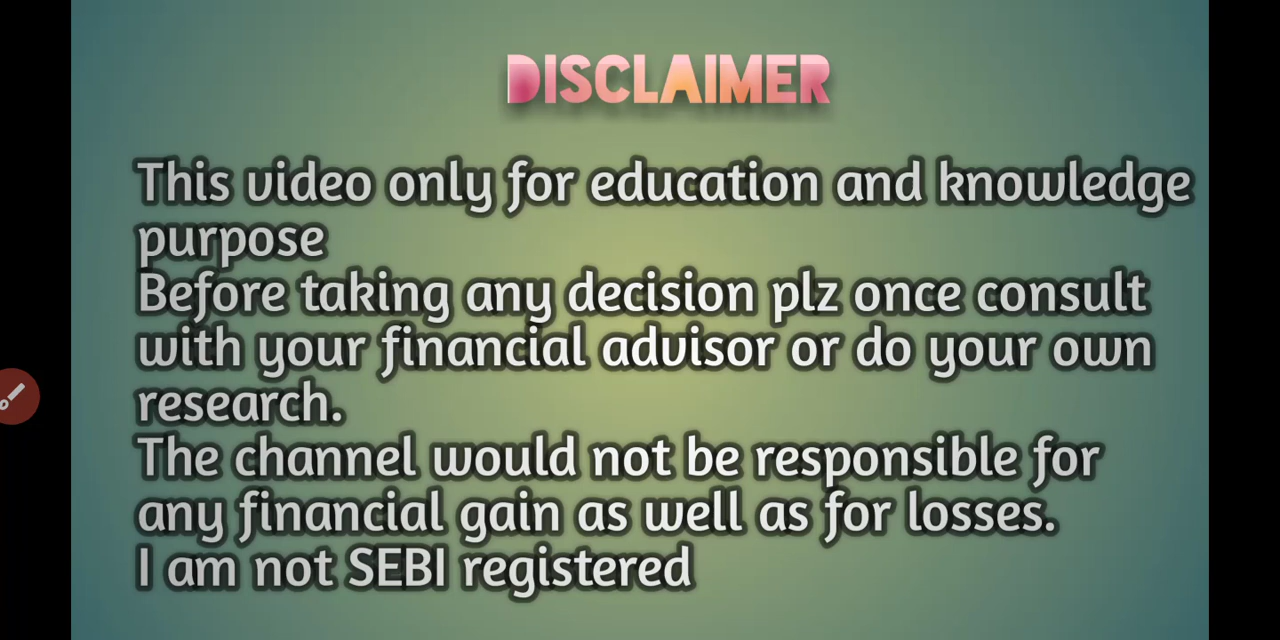 DISCLAIMER
This video only for education and knowledge
purpose
Before taking any decision plz once consult
with your financial advisor or do your own
research.
The channel would not be responsible for
any financial gain as well as for losses.
I am not SEBI registered